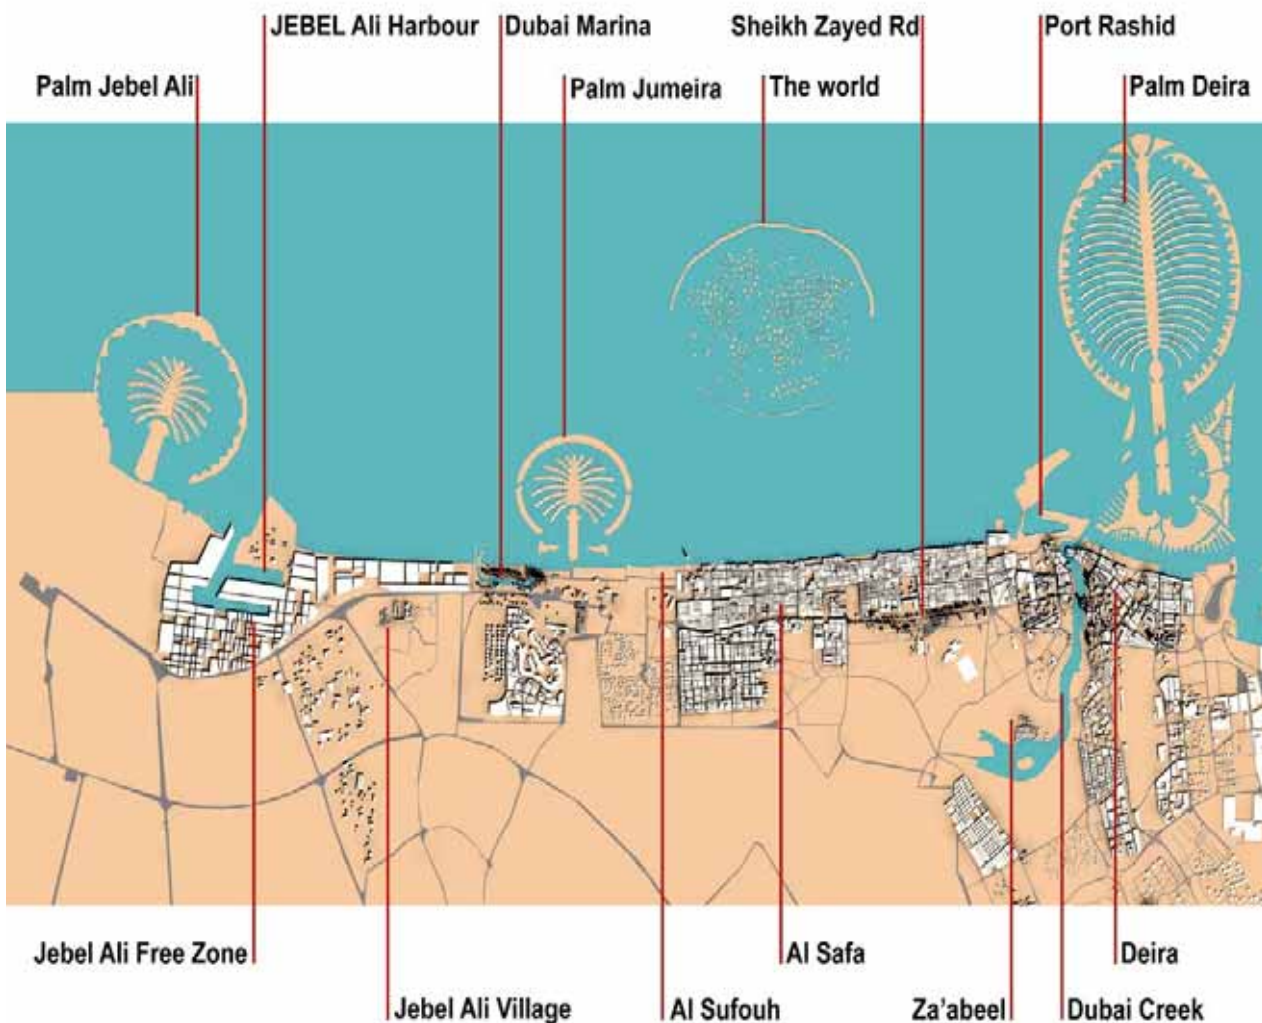 JEBEL Ali Harbour
Dubai Marina
Sheikh Zayed Rd
Port Rashid
Palm Jebel Ali
Palm Jumeira
The world
Palm Deira
Jebel Ali Free Zone
Al Safa
Deira
Jebel Ali Village
Al Sufouh
Za'abeel
Dubai Creek